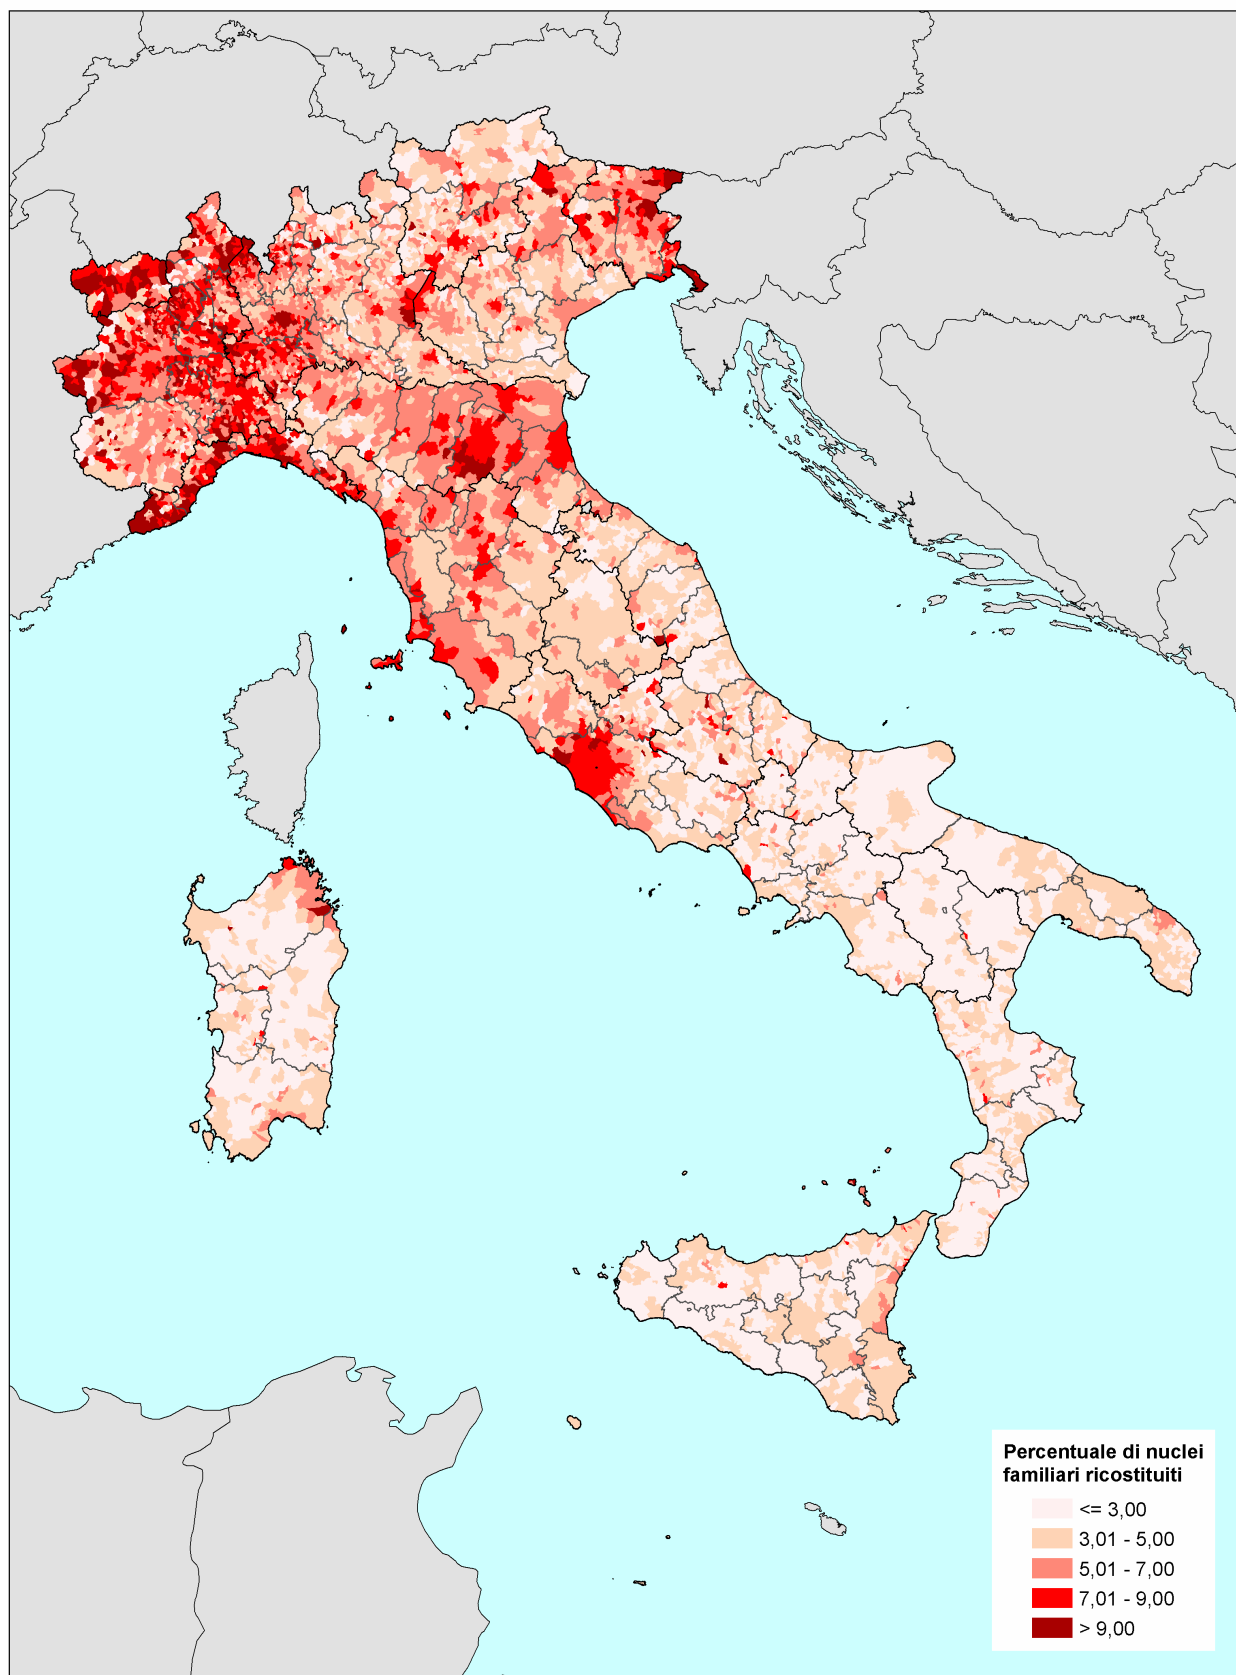 Percentuale di nuclei
familiari ricostituiti
<= 3,00
3,01 - 5,00
5,01 - 7,00
7,01 - 9,00
> 9,00